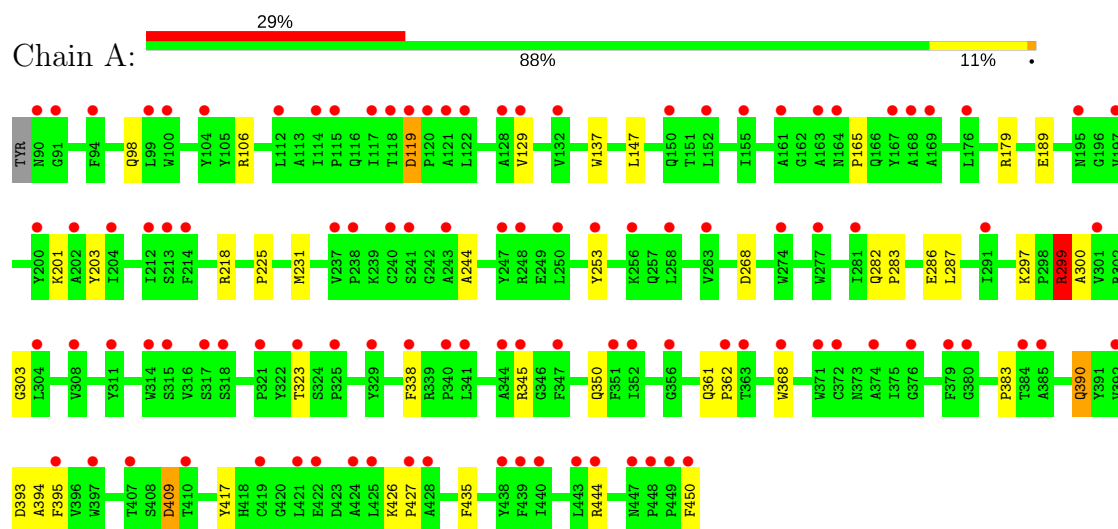 29%
Chain A:
88% 11% •
TYR N90 G91 F94 Q98 L99 W100 Y104 Y105 R106 L112 A113 I114 P115 Q116 I117 T118 D119 P120 A121 L122 A128 V129 V132 W137 L147 Q150 T151 L152 I155 A161 G162 A163 N164 P165 Q166 Y167 A168 A169 L176 R179 E189 N195 G196 V197
Y200 K201 A202 Y203 I204 I212 S213 F214 R218 P225 M231 V237 P238 K239 C240 S241 G242 A243 A244 Y247 R248 E249 L250 Y253 K256 Q257 L258 V263 D268 W274 W277 I281 Q282 P283 E286 L287 I291 K297 P298 R299 A300 V301
G303 L304 V308 Y311 W314 S315 V316 S317 S318 P321 Y322 T323 S324 P325 Y329 F338 R339 P340 L341 A344 R345 G346 F347 Q350 F351 I352 G356 Q361 P362 T363 W368 W371 C372 N373 A374 I375 G376 F379 G380 P383 T384 A385 Q390 Y391 V392
D393 A394 F395 V396 W397 T407 S408 D409 T410 Y417 H418 C419 G420 L421 E422 D423 A424 L425 K426 P427 A428 F435 Y438 F439 I440 L443 R444 N447 P448 P449 F450